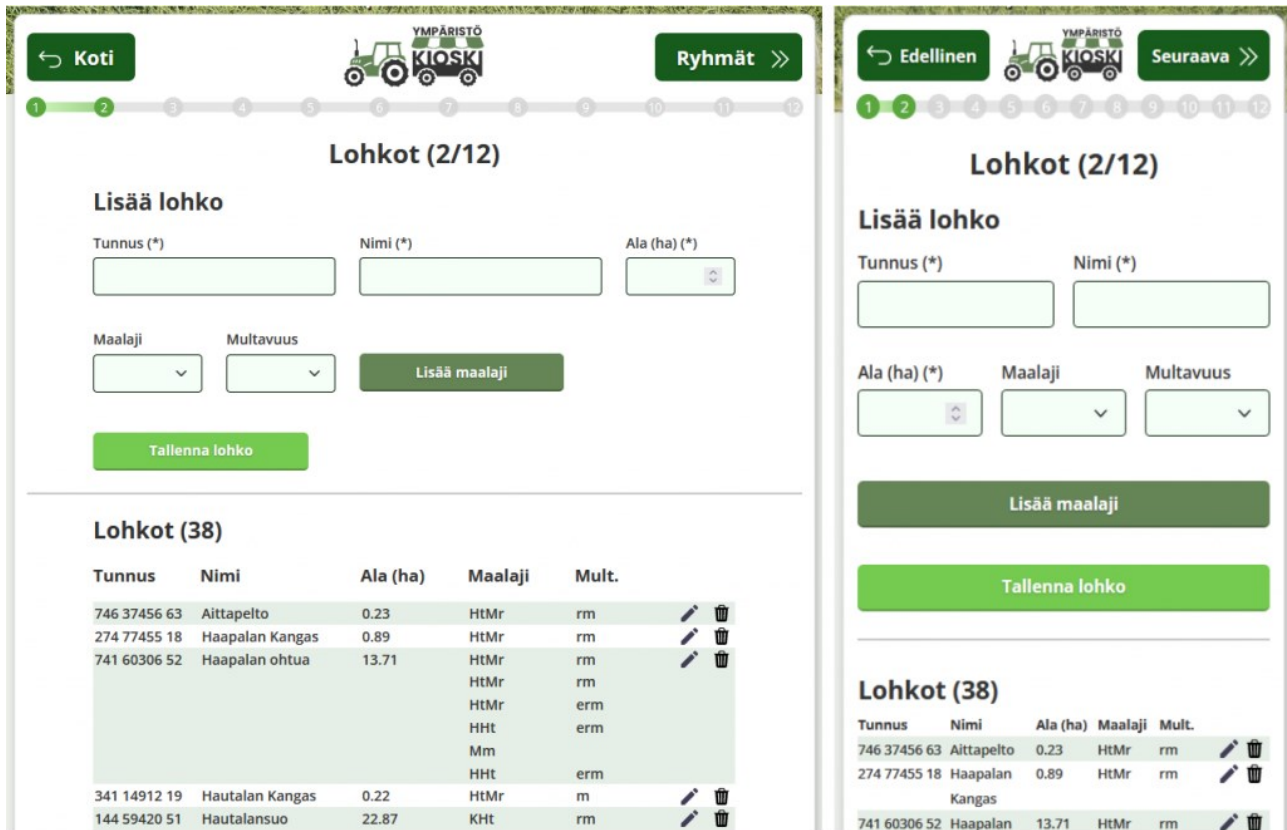 Koti
YMPÄRISTÖ
KIOSKI
Ryhmät
1 2 3 4 5 6 7 8 9 10 11 12
Lohkot (2/12)
Lisää lohko
Tunnus (*) Nimi (*) Ala (ha) (*)
Maalaji Multavuus
Lisää maalaji
Tallenna lohko
Lohkot (38)
Tunnus Nimi Ala (ha) Maalaji Mult.
746 37456 63 Aittapelto 0.23 HtMr rm
274 77455 18 Haapalan Kangas 0.89 HtMr rm
741 60306 52 Haapalan ohtua 13.71 HtMr rm
HtMr rm
HtMr erm
HHt erm
Mm
HHt erm
341 14912 19 Hautalan Kangas 0.22 HtMr m
144 59420 51 Hautalansuo 22.87 KHt rm
Edellinen
YMPÄRISTÖ
KIOSKI
Seuraava
1 2 3 4 5 6 7 8 9 10 11 12
Lohkot (2/12)
Lisää lohko
Tunnus (*) Nimi (*)
Ala (ha) (*) Maalaji Multavuus
Lisää maalaji
Tallenna lohko
Lohkot (38)
Tunnus Nimi Ala (ha) Maalaji Mult.
746 37456 63 Aittapelto 0.23 HtMr rm
274 77455 18 Haapalan 0.89 HtMr rm
Kangas
741 60306 52 Haapalan 13.71 HtMr rm